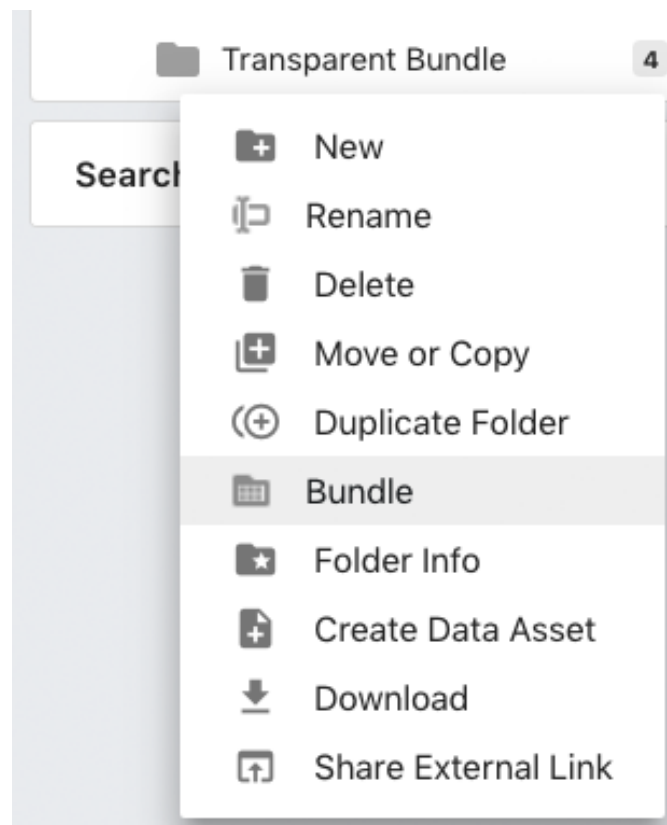 Transparent Bundle 4
New
Search
Rename
Delete
Move or Copy
Duplicate Folder
Bundle
Folder Info
Create Data Asset
Download
Share External Link